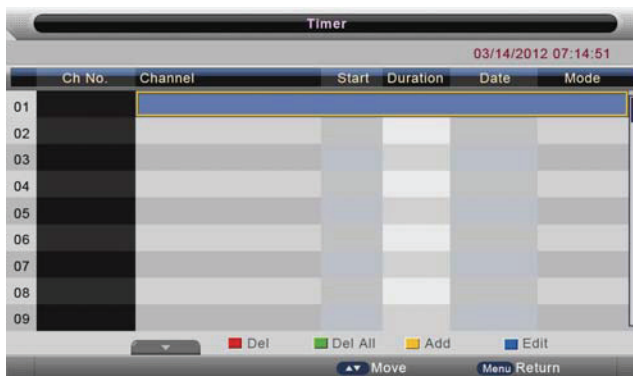 Timer
03/14/2012 07:14:51
Ch No. Channel Start Duration Date Mode
01
02
03
04
05
06
07
08
09
Del Del All Add Edit
Move Menu Return